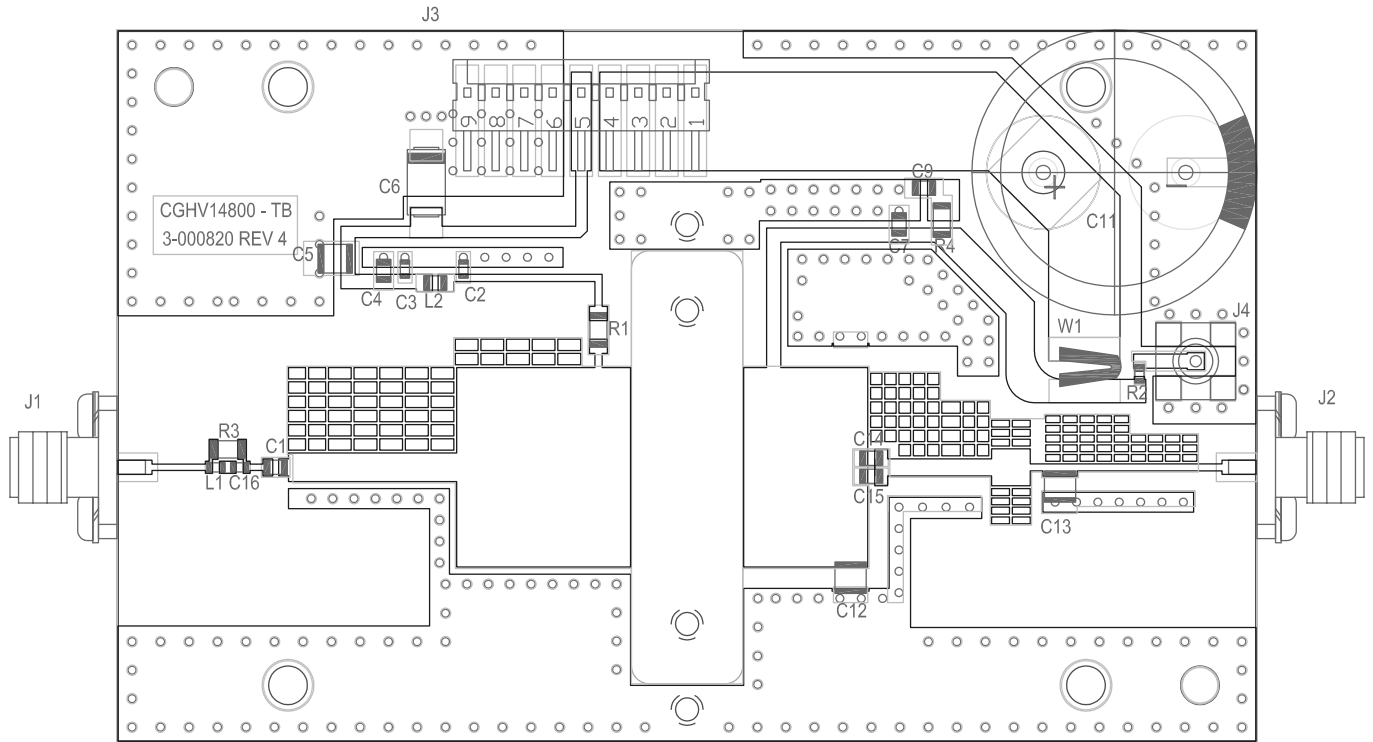 J3
9 8 7 6 5 4 3 2 1
CGHV14800 - TB
3-000820 REV 4
C6
C9
C11
C5
C7
R4
C4
C3
L2
C2
R1
W1
J4
R2
J1
J2
R3
C1
L1
C16
C14
C15
C13
C12
+
-